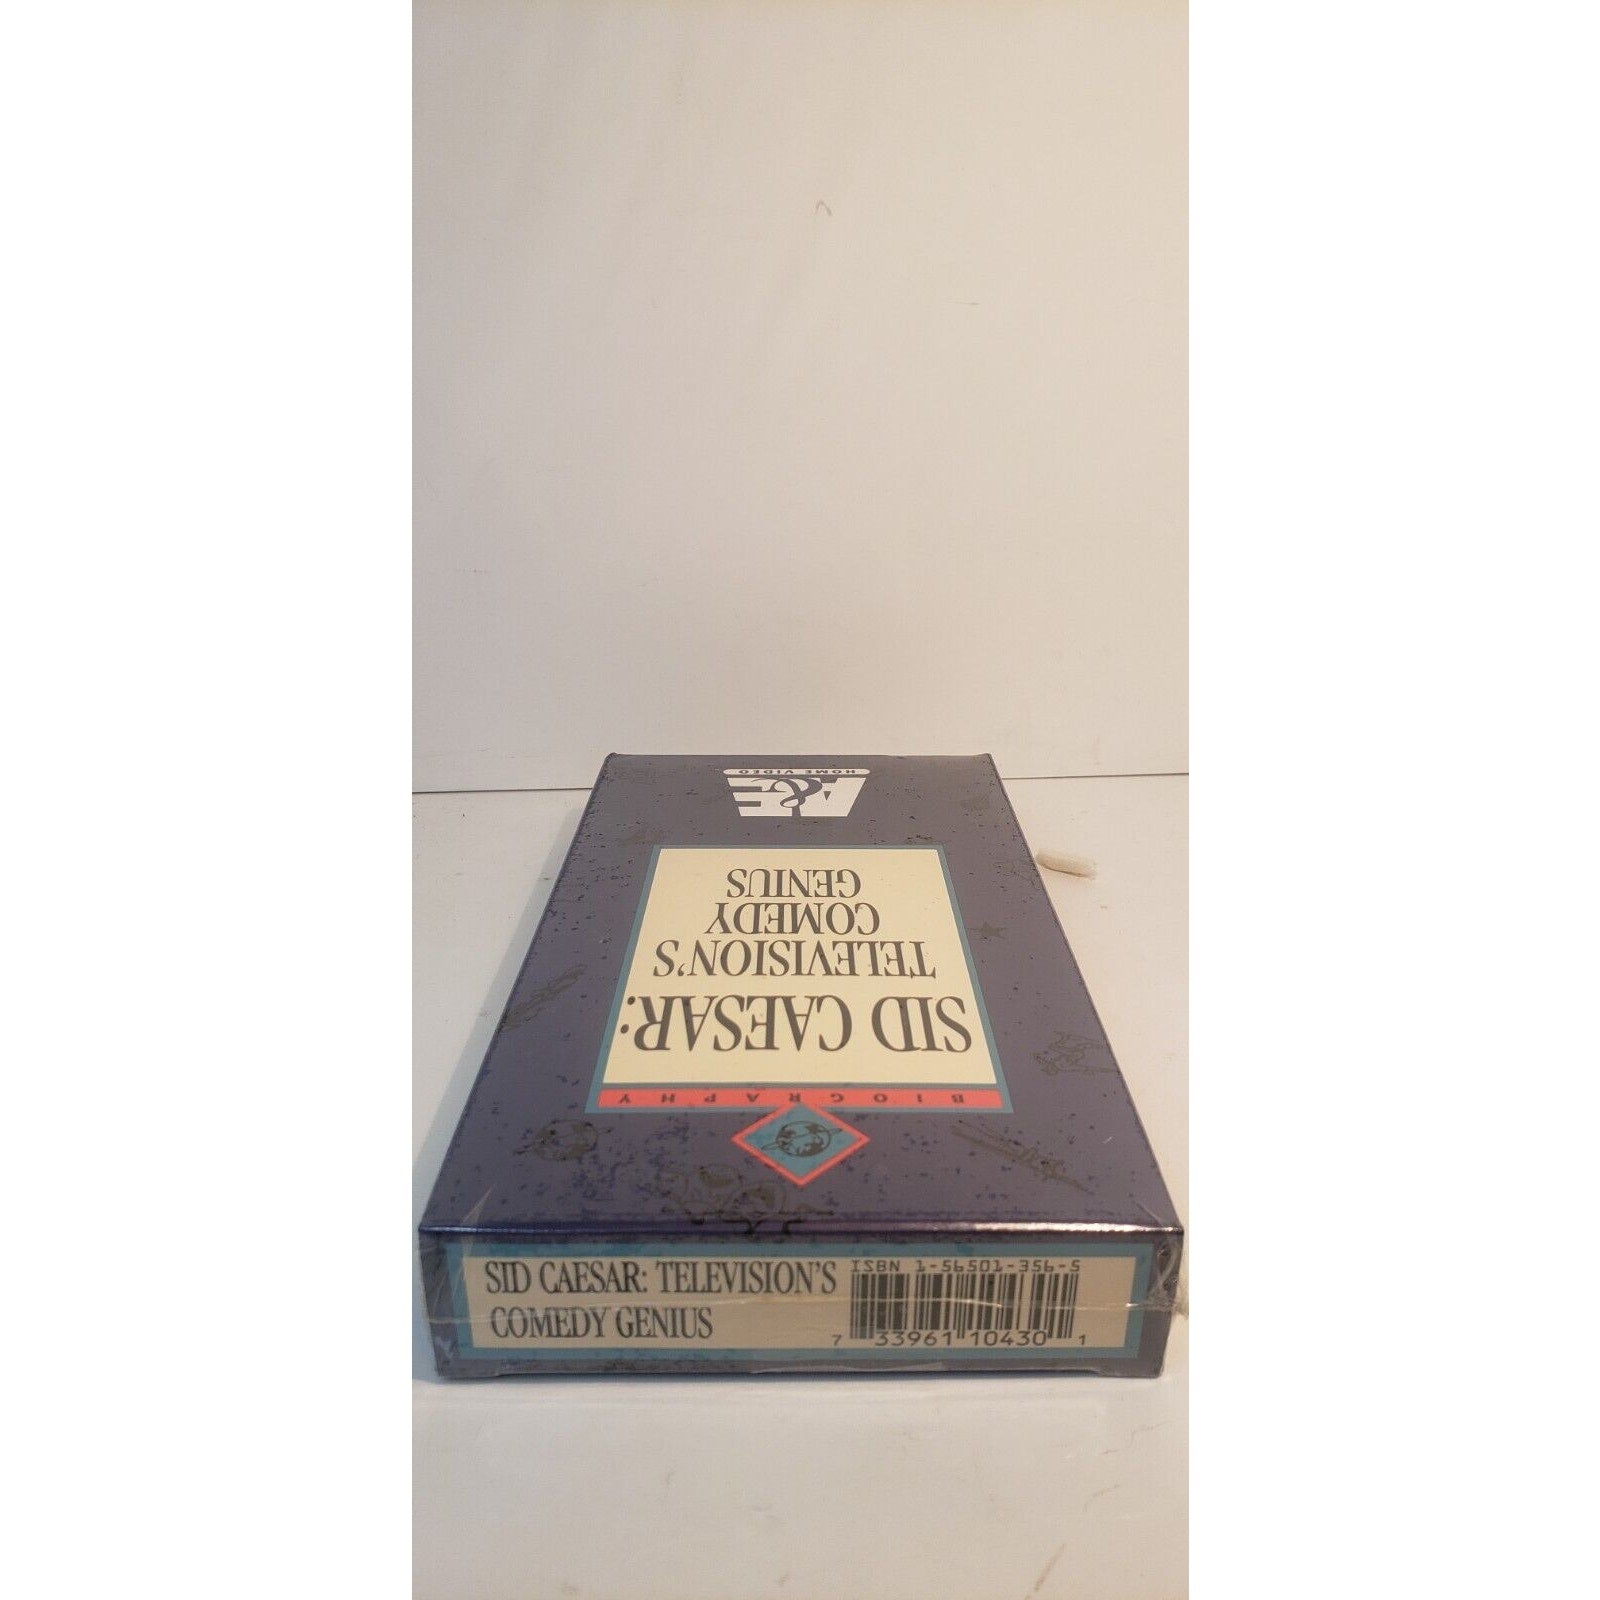 HOME VIDEO
A&E
SID CAESAR:
TELEVISION'S
COMEDY
GENIUS
BIOGRAPHY
SID CAESAR: TELEVISION'S
COMEDY GENIUS
ISBN 1-56501-356-5
7 33961 10430 1